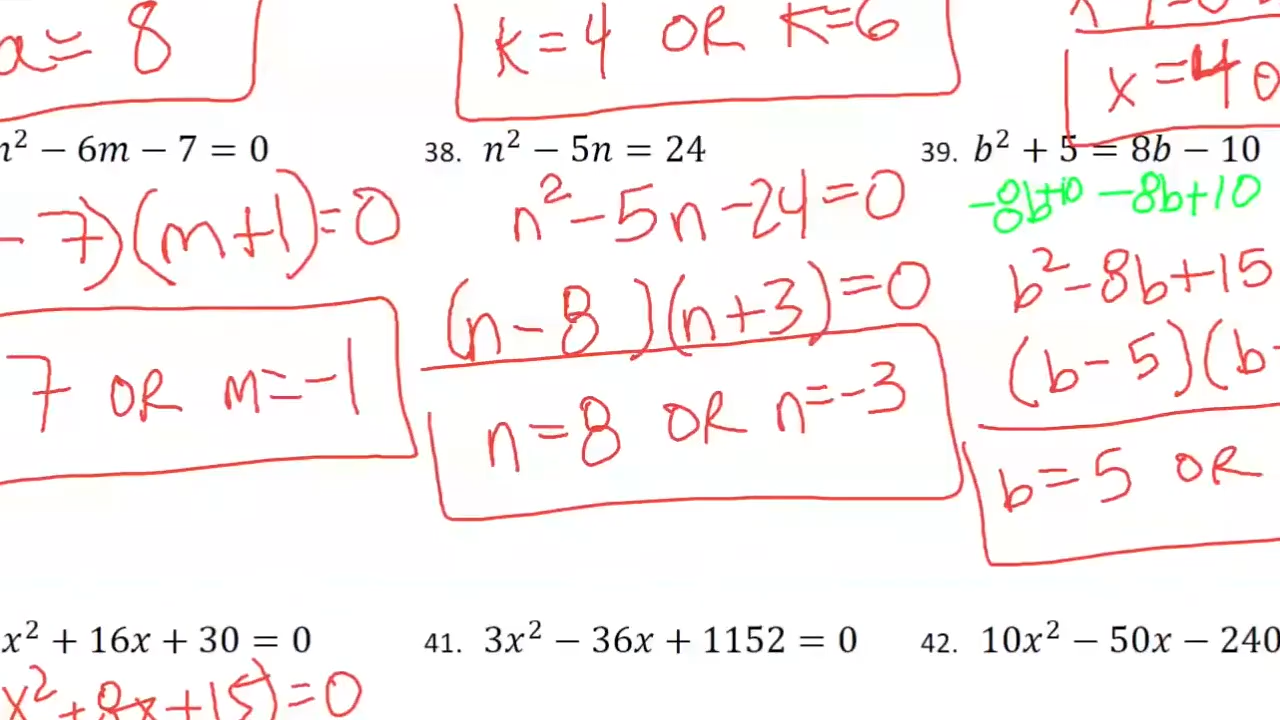 a = 8
k = 4 OR k = 6
x = 4 O
m² − 6m − 7 = 0
− 7)(m+1) = 0
7 OR m = −1
38. n² − 5n = 24
n² − 5n − 24 = 0
(n − 8 )(n + 3) = 0
n = 8 OR n = −3
39. b² + 5 = 8b − 10
−8b+10 −8b+10
b² − 8b + 15
(b − 5)(b −
b = 5 OR
x² + 16x + 30 = 0
x² + 8x + 15) = 0
41. 3x² − 36x + 1152 = 0
42. 10x² − 50x − 240